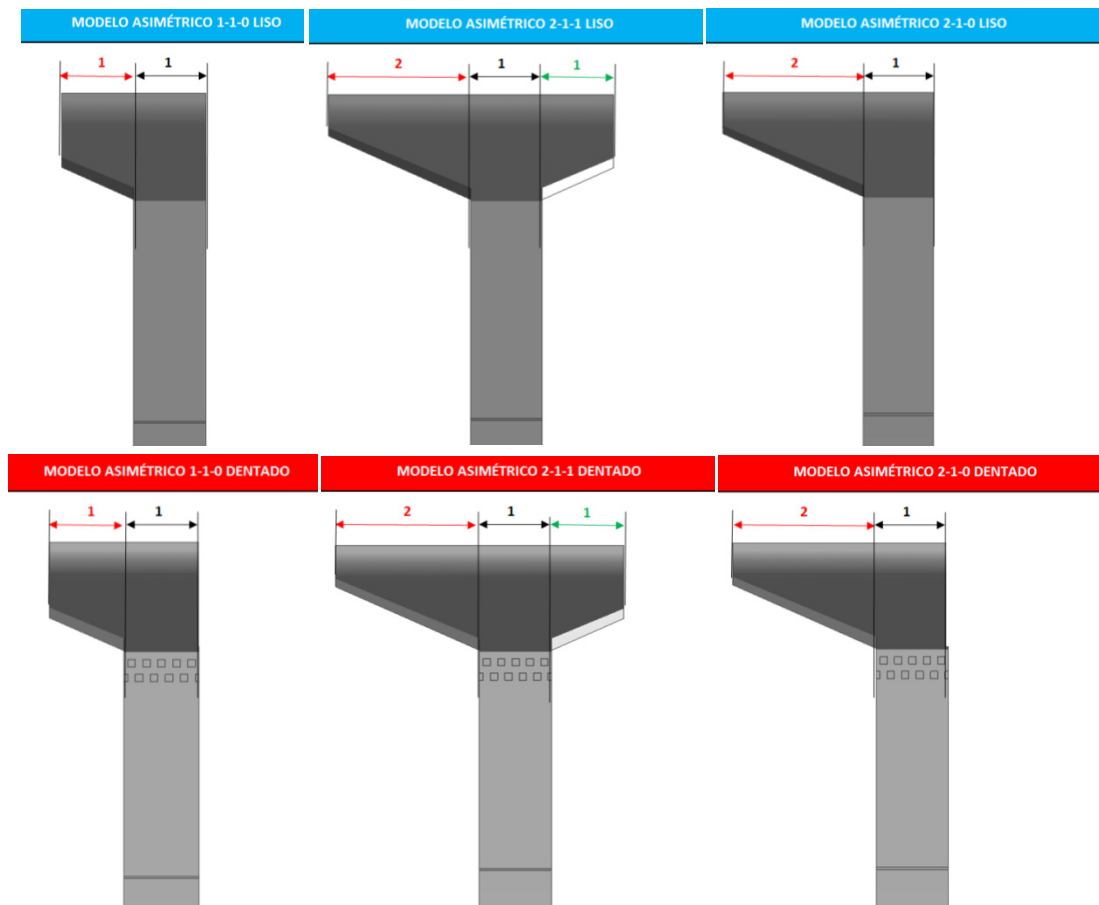 MODELO ASIMÉTRICO 1-1-0 LISO
MODELO ASIMÉTRICO 2-1-1 LISO
MODELO ASIMÉTRICO 2-1-0 LISO
1 1
2 1 1
2 1
MODELO ASIMÉTRICO 1-1-0 DENTADO
MODELO ASIMÉTRICO 2-1-1 DENTADO
MODELO ASIMÉTRICO 2-1-0 DENTADO
1 1
2 1 1
2 1